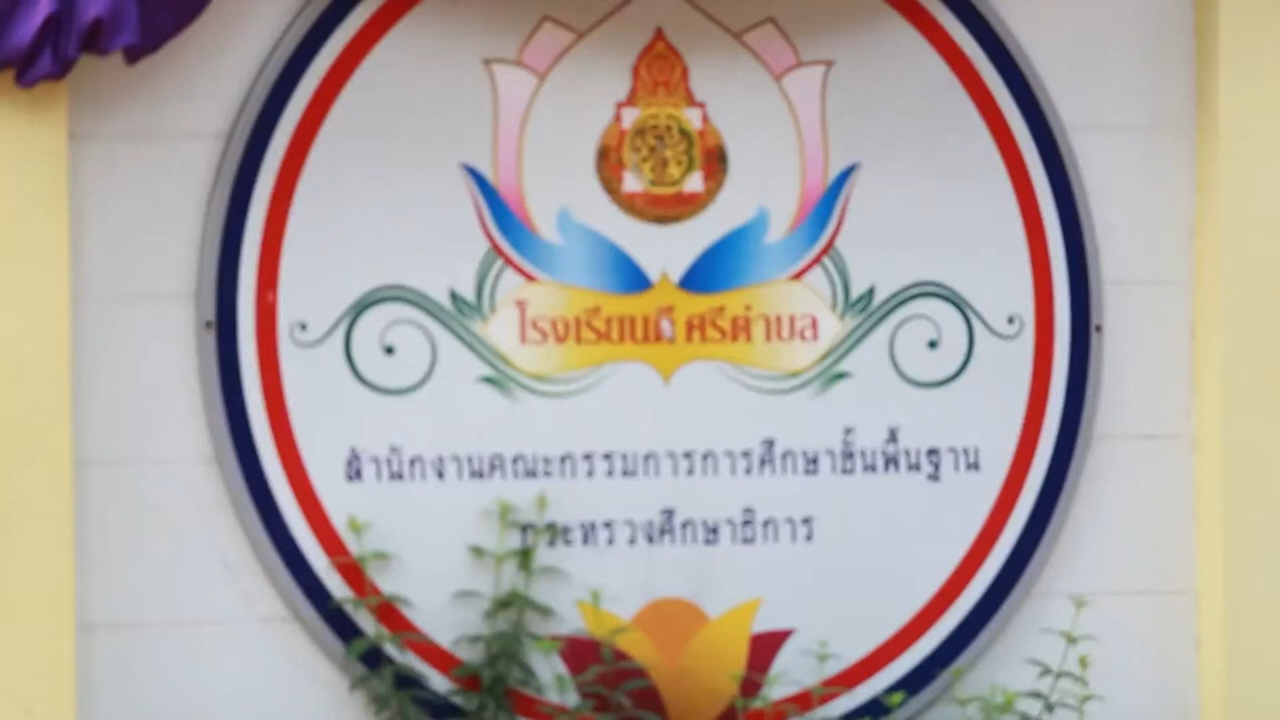 โรงเรียนดี ศรีตำบล
สำนักงานคณะกรรมการการศึกษาขั้นพื้นฐาน
กระทรวงศึกษาธิการ